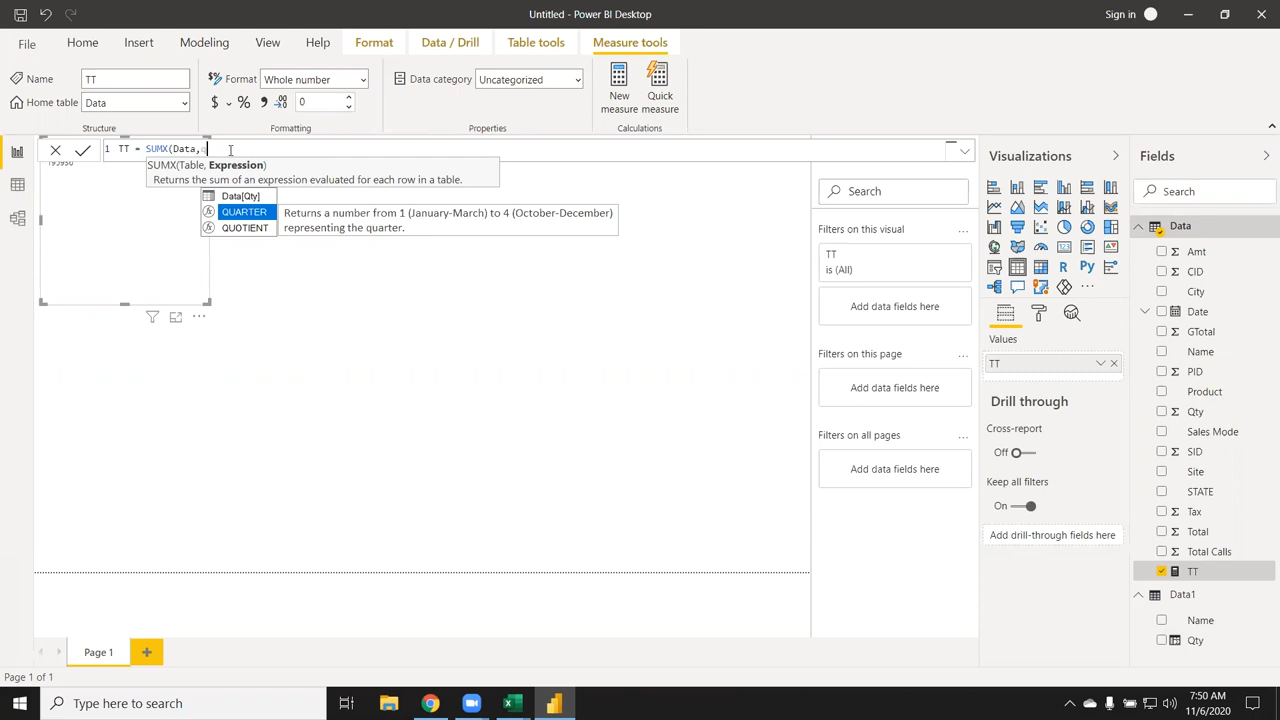 Untitled - Power BI Desktop
Sign in
File
Home
Insert
Modeling
View
Help
Format
Data / Drill
Table tools
Measure tools
Name
TT
Home table
Data
Structure
Format
Whole number
$
%
0
Formatting
Data category
Uncategorized
Properties
New
measure
Quick
measure
Calculations
1 TT = SUMX(Data,q
SUMX(Table, Expression)
Returns the sum of an expression evaluated for each row in a table.
Data[Qty]
QUARTER
QUOTIENT
Returns a number from 1 (January-March) to 4 (October-December)
representing the quarter.
Search
Filters on this visual
...
TT
is (All)
Add data fields here
Filters on this page
...
Add data fields here
Filters on all pages
...
Add data fields here
Visualizations
R
Py
...
Values
TT
Drill through
Cross-report
Off
Keep all filters
On
Add drill-through fields here
Fields
Search
Data
Amt
CID
City
Date
GTotal
Name
PID
Product
Qty
Sales Mode
SID
Site
STATE
Tax
Total
Total Calls
TT
Data1
Name
Qty
Page 1
Page 1 of 1
Type here to search
7:50 AM
11/6/2020